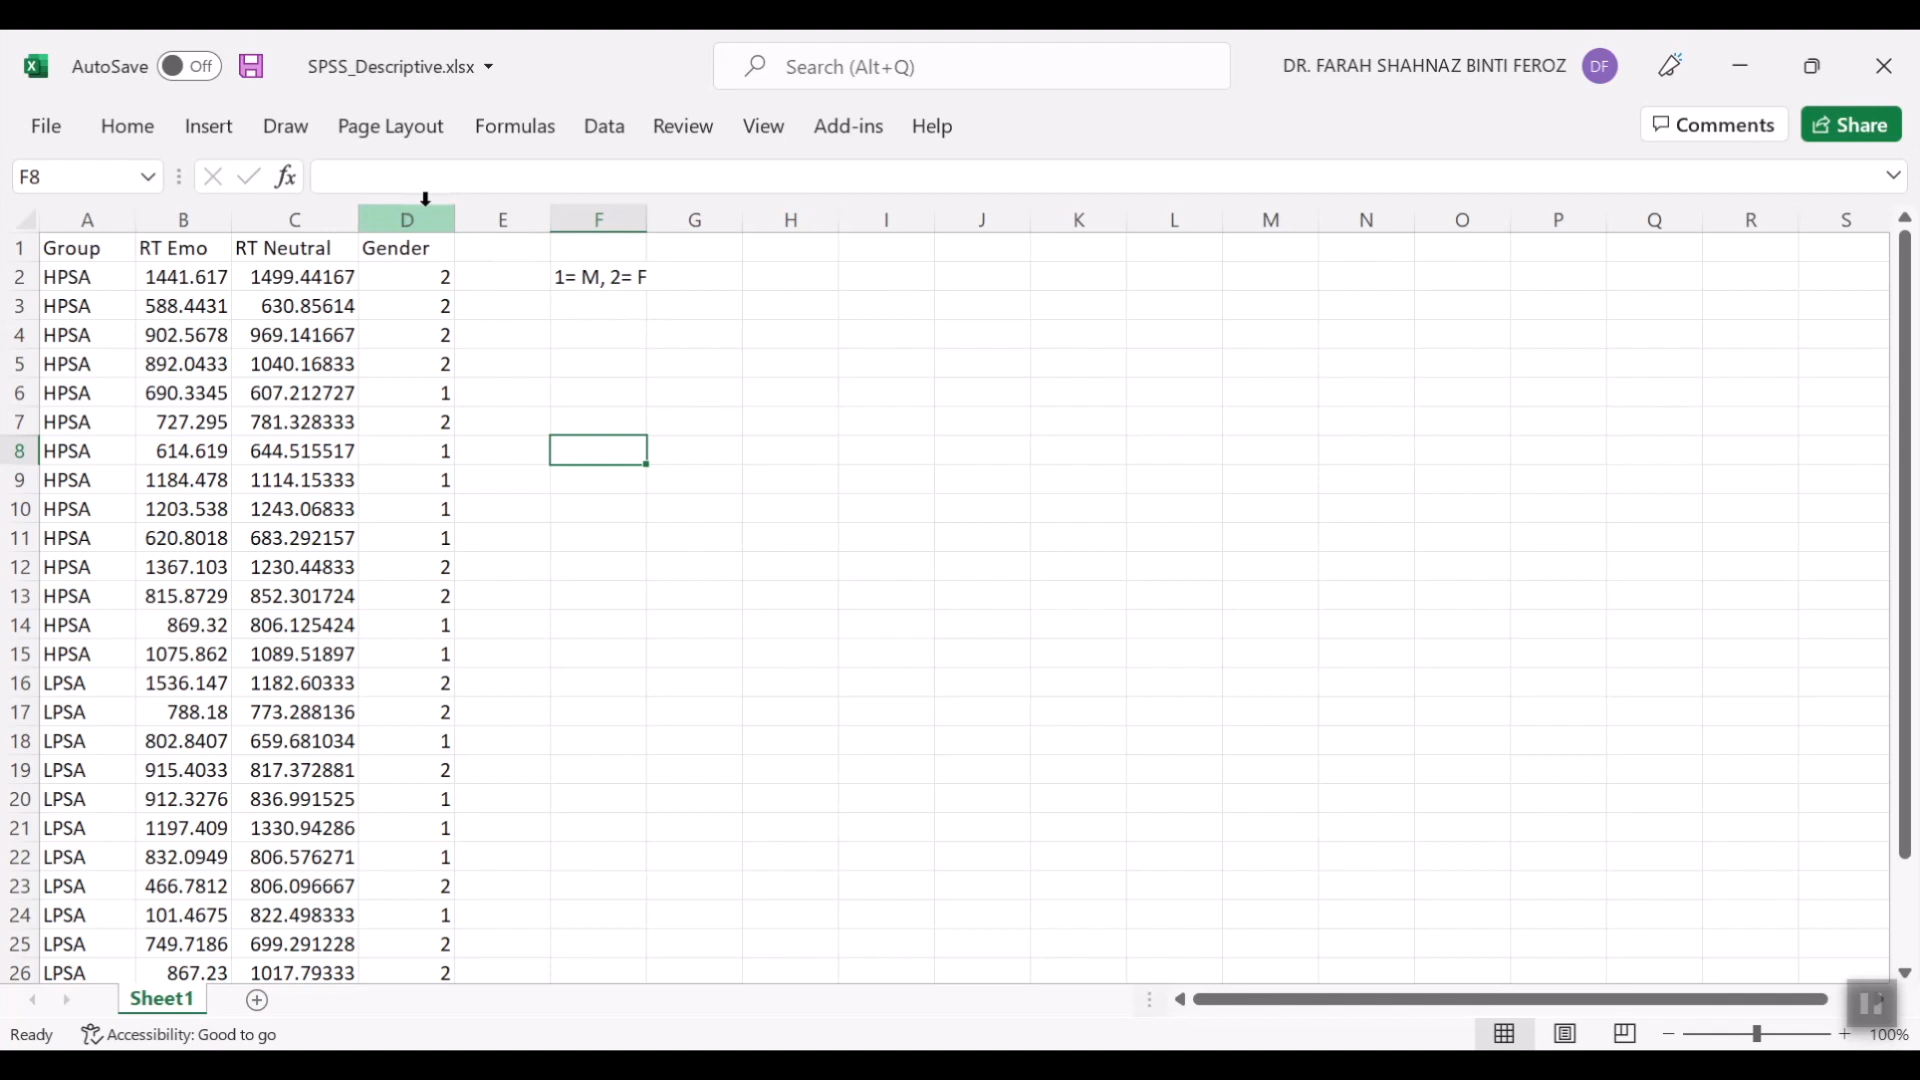 AutoSave Off SPSS_Descriptive.xlsx Search (Alt+Q) DR. FARAH SHAHNAZ BINTI FEROZ DF
File Home Insert Draw Page Layout Formulas Data Review View Add-ins Help Comments Share
F8 fx
A B C D E F G H I J K L M N O P Q R S
1 Group RT Emo RT Neutral Gender
2 HPSA 1441.617 1499.44167 2 1= M, 2= F
3 HPSA 588.4431 630.85614 2
4 HPSA 902.5678 969.141667 2
5 HPSA 892.0433 1040.16833 2
6 HPSA 690.3345 607.212727 1
7 HPSA 727.295 781.328333 2
8 HPSA 614.619 644.515517 1
9 HPSA 1184.478 1114.15333 1
10 HPSA 1203.538 1243.06833 1
11 HPSA 620.8018 683.292157 1
12 HPSA 1367.103 1230.44833 2
13 HPSA 815.8729 852.301724 2
14 HPSA 869.32 806.125424 1
15 HPSA 1075.862 1089.51897 1
16 LPSA 1536.147 1182.60333 2
17 LPSA 788.18 773.288136 2
18 LPSA 802.8407 659.681034 1
19 LPSA 915.4033 817.372881 2
20 LPSA 912.3276 836.991525 1
21 LPSA 1197.409 1330.94286 1
22 LPSA 832.0949 806.576271 1
23 LPSA 466.7812 806.096667 2
24 LPSA 101.4675 822.498333 1
25 LPSA 749.7186 699.291228 2
26 LPSA 867.23 1017.79333 2
Sheet1
Ready Accessibility: Good to go 100%